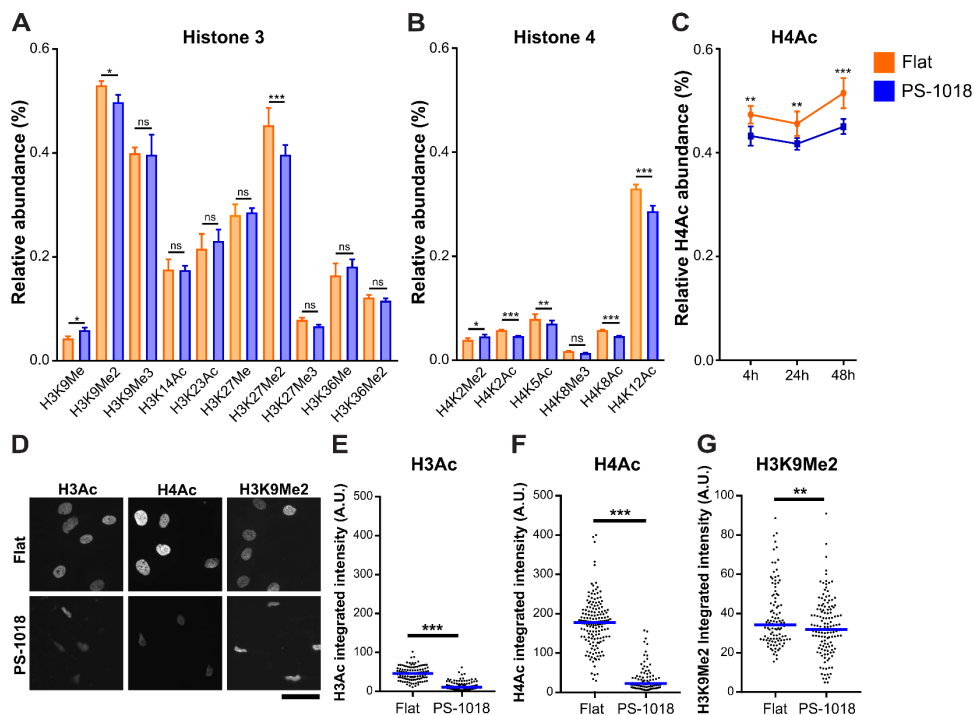 A
Histone 3
Relative abundance (%)
0.6
0.4
0.2
0.0
*
*
ns
ns
ns
ns
***
ns
ns
ns
H3K9Me
H3K9Me2
H3K9Me3
H3K14Ac
H3K23Ac
H3K27Me
H3K27Me2
H3K27Me3
H3K36Me
H3K36Me2
B
Histone 4
Relative abundance (%)
0.6
0.4
0.2
0.0
*
***
**
ns
***
***
H4K2Me2
H4K2Ac
H4K5Ac
H4K8Me3
H4K8Ac
H4K12Ac
C
H4Ac
Relative H4Ac abundance (%)
0.6
0.4
0.2
0.0
**
**
***
4h
24h
48h
Flat
PS-1018
D
H3Ac
H4Ac
H3K9Me2
Flat
PS-1018
E
H3Ac
H3Ac integrated intensity (A.U.)
500
400
300
200
100
0
***
Flat
PS-1018
F
H4Ac
H4Ac integrated intensity (A.U.)
500
400
300
200
100
0
***
Flat
PS-1018
G
H3K9Me2
H3K9Me2 Integrated intensity (A.U.)
100
80
60
40
20
0
**
Flat
PS-1018